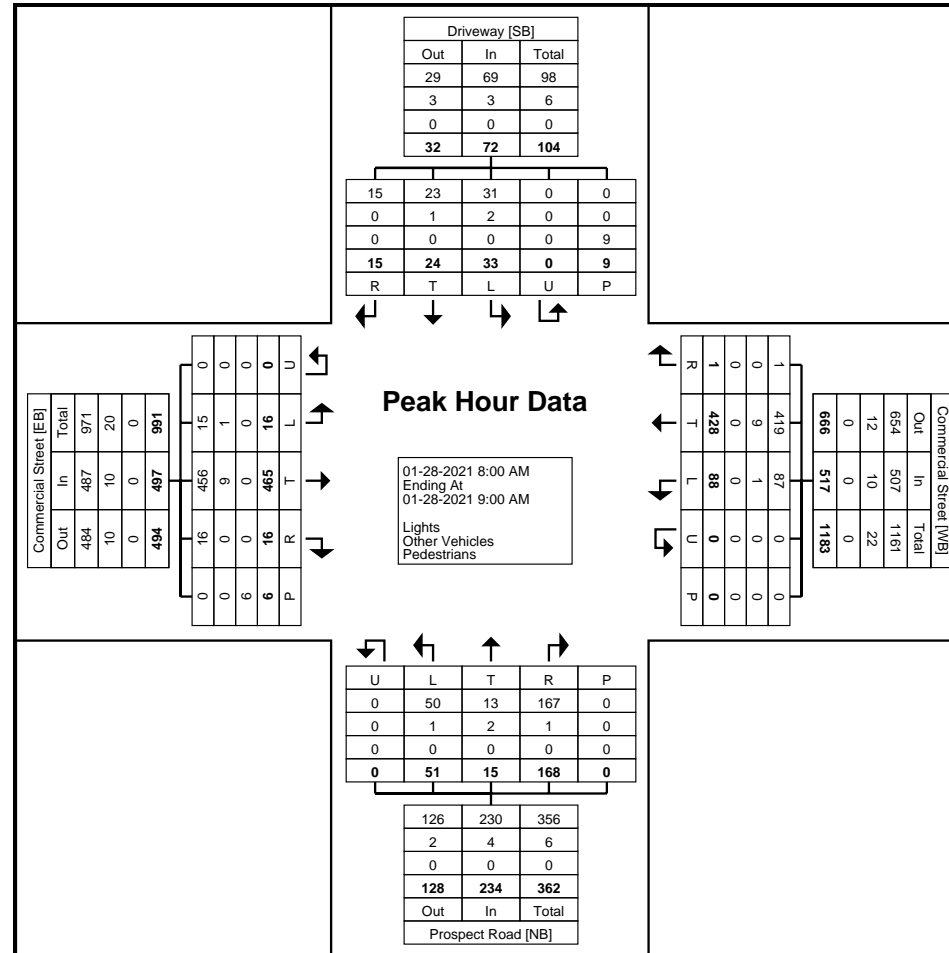 Driveway [SB]
Out In Total
29 69 98
3 3 6
0 0 0
32 72 104
15 23 31 0 0
0 1 2 0 0
0 0 0 0 9
15 24 33 0 9
R T L U P
Commercial Street [EB]
Total In Out
971 487 484
20 10 10
0 0 0
991 497 494
0 15 456 16 0
0 1 9 0 0
0 0 0 0 6
0 16 465 16 6
U L T R P
Peak Hour Data
01-28-2021 8:00 AM
Ending At
01-28-2021 9:00 AM
Lights
Other Vehicles
Pedestrians
R T L U P
1 428 88 0 0
0 0 0 0 0
0 9 1 0 0
1 419 87 0 0
Commercial Street [WB]
Out In Total
654 507 1161
12 10 22
0 0 0
666 517 1183
U L T R P
0 50 13 167 0
0 1 2 1 0
0 0 0 0 0
0 51 15 168 0
126 230 356
2 4 6
0 0 0
128 234 362
Out In Total
Prospect Road [NB]